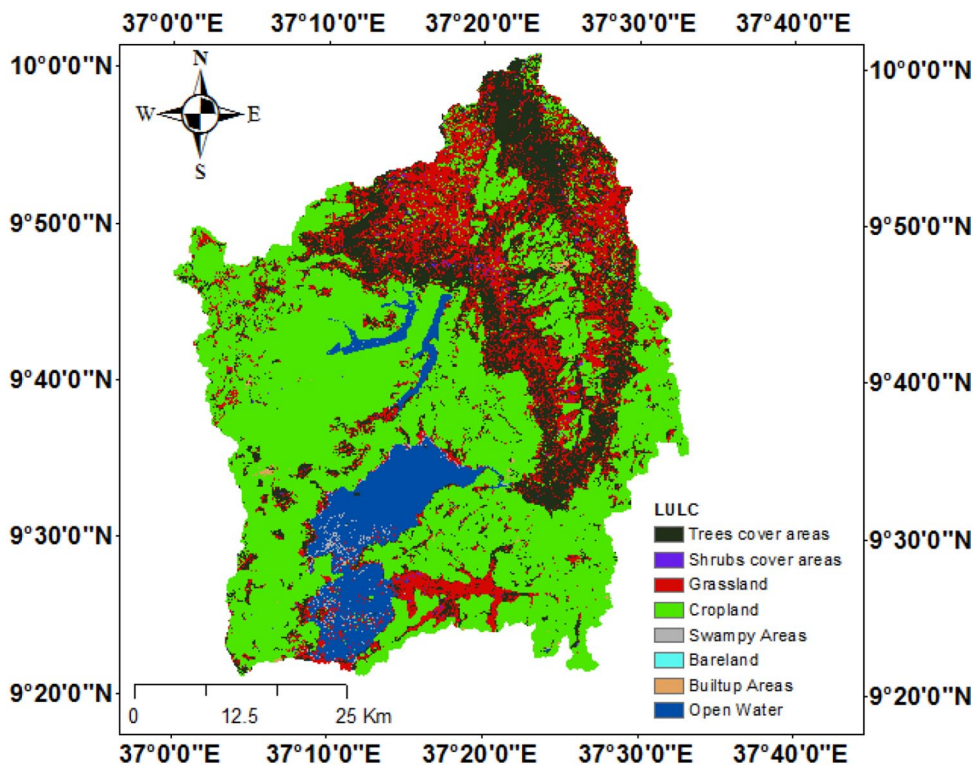 37°0'0"E 37°10'0"E 37°20'0"E 37°30'0"E 37°40'0"E
N
W E
S
10°0'0"N 10°0'0"N
9°50'0"N 9°50'0"N
9°40'0"N 9°40'0"N
9°30'0"N 9°30'0"N
9°20'0"N 9°20'0"N
LULC
Trees cover areas
Shrubs cover areas
Grassland
Cropland
Swampy Areas
Bareland
Builtup Areas
Open Water
0 12.5 25 Km
37°0'0"E 37°10'0"E 37°20'0"E 37°30'0"E 37°40'0"E